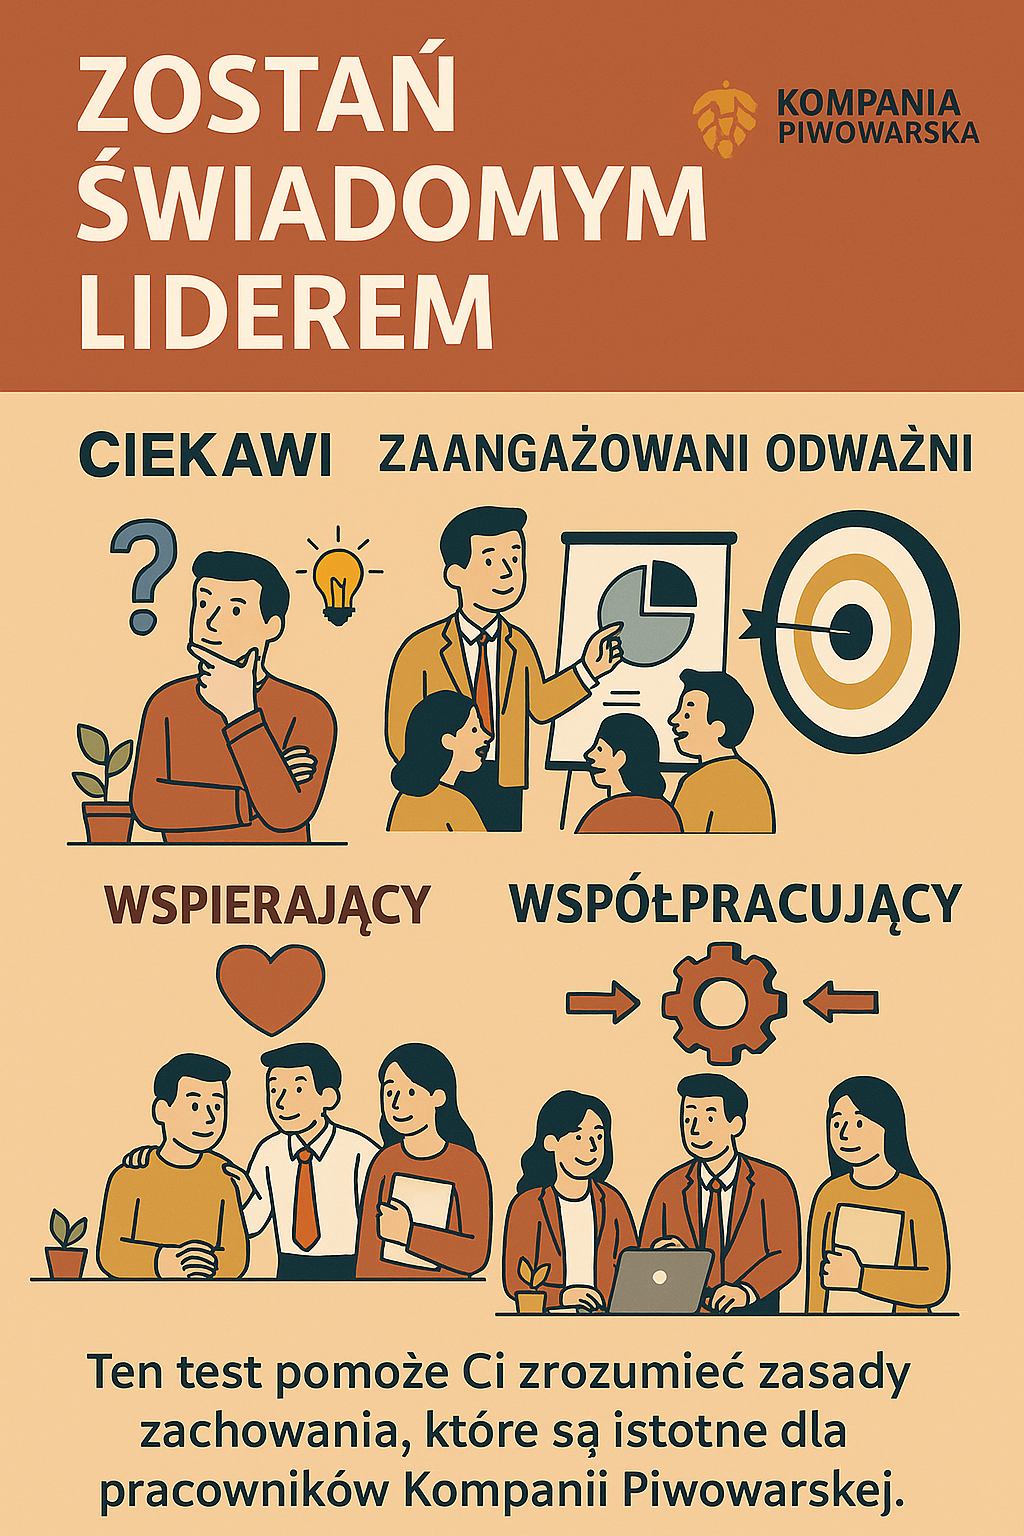 ZOSTAŃ
ŚWIADOMYM
LIDEREM
KOMPANIA
PIWOWARSKA
CIEKAWI
ZAANGAŻOWANI
ODWAŻNI
WSPIERAJĄCY
WSPÓŁPRACUJĄCY
Ten test pomoże Ci zrozumieć zasady
zachowania, które są istotne dla
pracowników Kompanii Piwowarskej.